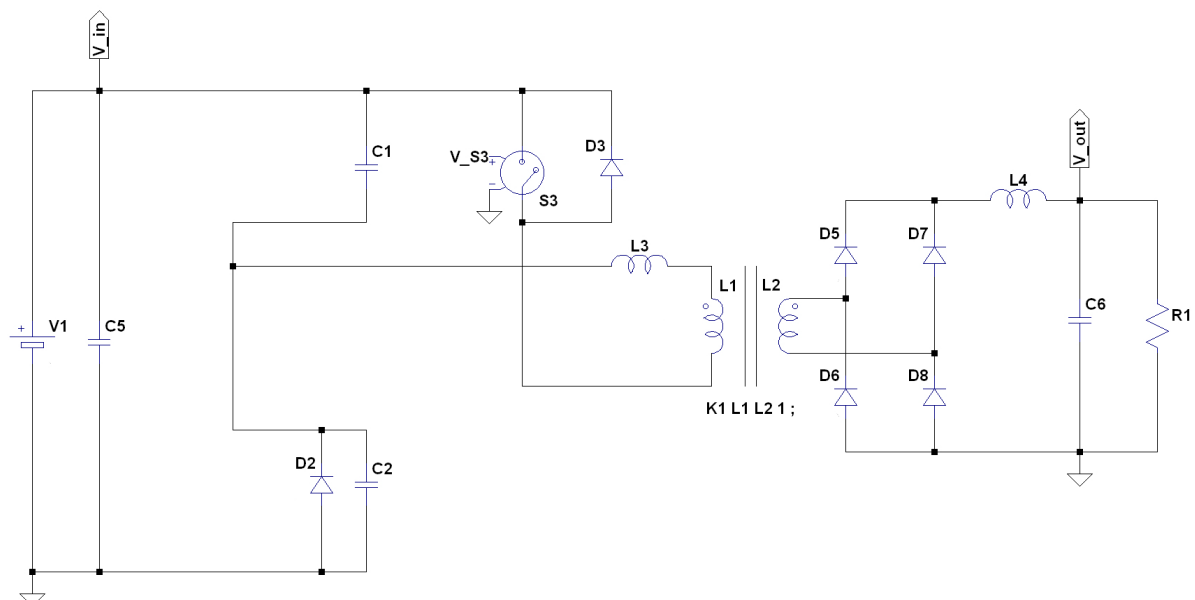 V_in
C1
V_S3
+
-
S3
D3
V_out
L4
D5
D7
L3
L1
L2
+
V1
C5
C6
R1
D6
D8
K1 L1 L2 1 ;
D2
C2